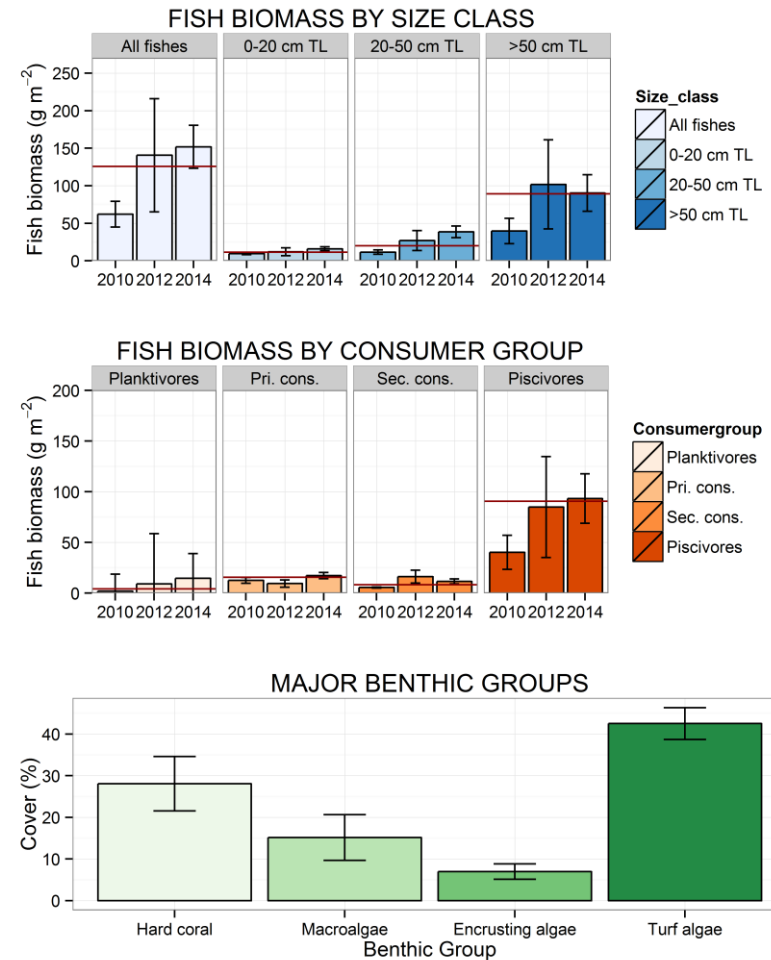 FISH BIOMASS BY SIZE CLASS
All fishes 0-20 cm TL 20-50 cm TL >50 cm TL
Fish biomass (g m⁻²)
250
200
150
100
50
0
2010 2012 2014 2010 2012 2014 2010 2012 2014 2010 2012 2014
Size_class
All fishes
0-20 cm TL
20-50 cm TL
>50 cm TL
FISH BIOMASS BY CONSUMER GROUP
Planktivores Pri. cons. Sec. cons. Piscivores
Fish biomass (g m⁻²)
200
150
100
50
0
2010 2012 2014 2010 2012 2014 2010 2012 2014 2010 2012 2014
Consumergroup
Planktivores
Pri. cons.
Sec. cons.
Piscivores
MAJOR BENTHIC GROUPS
Cover (%)
40
30
20
10
0
Hard coral Macroalgae Encrusting algae Turf algae
Benthic Group